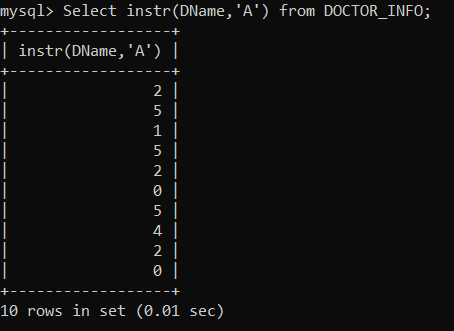 mysql> Select instr(DName,'A') from DOCTOR_INFO;
+------------------+
| instr(DName,'A') |
+------------------+
|                2 |
|                5 |
|                1 |
|                5 |
|                2 |
|                0 |
|                5 |
|                4 |
|                2 |
|                0 |
+------------------+
10 rows in set (0.01 sec)